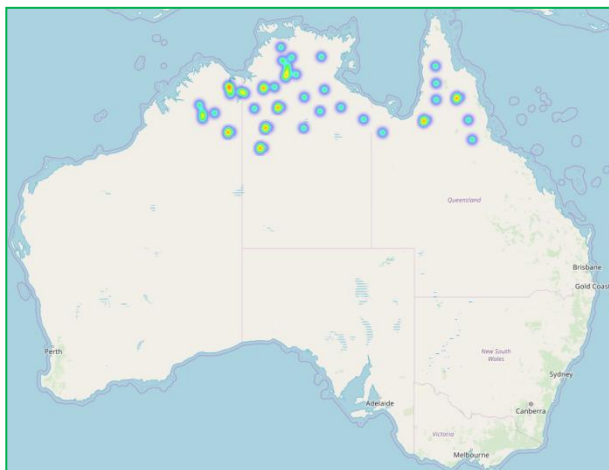 Queensland
Brisbane
Gold Coast
Perth
New South
Wales
Sydney
Adelaide
Canberra
Victoria
Melbourne